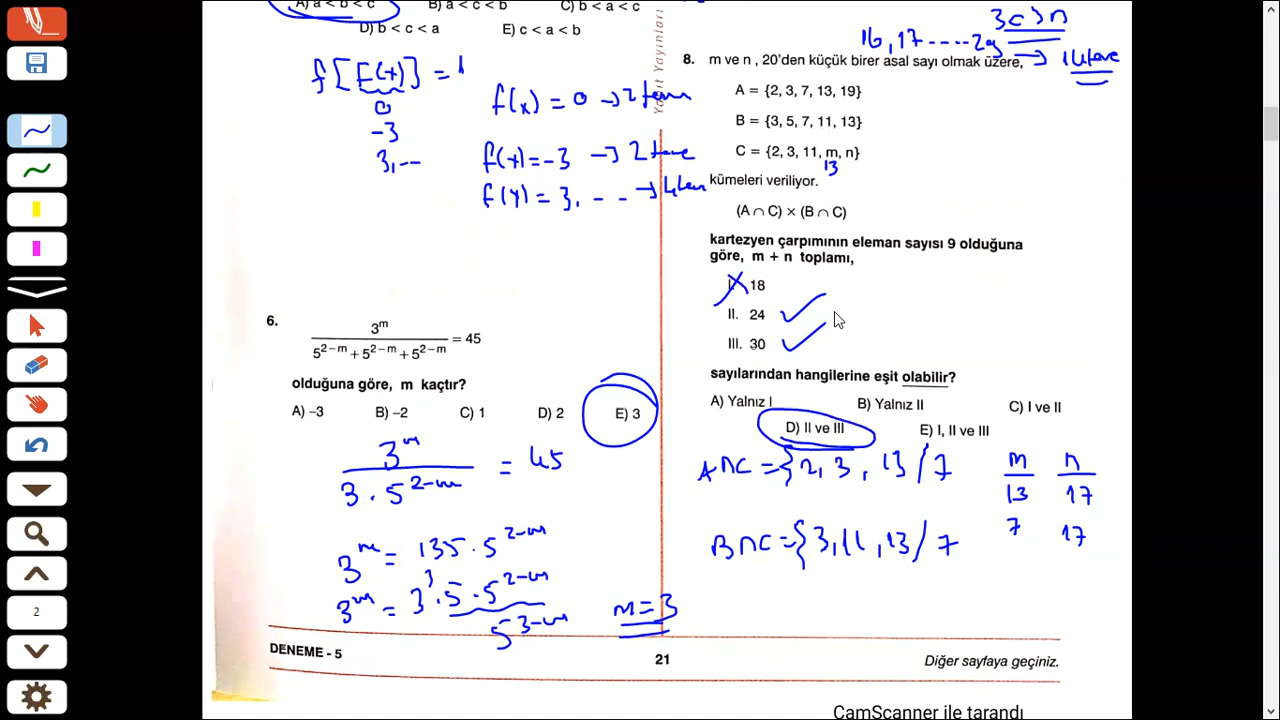 A) a < b < c B) a < c < b C) b < a < c
D) b < c < a E) c < a < b
f(x) = 0 → 2 tane
0
-3
3, --
f(x) = -3 → 2 tane
6.
3^m
5^2–m + 5^2–m + 5^2–m = 45
olduğuna göre, m kaçtır?
A) –3 B) –2 C) 1 D) 2 E) 3
3^m / 3 . 5^2-m = 45
3^m = 135 . 5^2-m
3^m = 3^3 . 5 . 5^2-m
5^3-m
m = 3
DENEME - 5
Yayınları
16, 17 ----- 29
→ 14 tane
8. m ve n , 20'den küçük birer asal sayı olmak üzere,
A = {2, 3, 7, 13, 19}
B = {3, 5, 7, 11, 13}
C = {2, 3, 11, m, n}
13
kümeleri veriliyor.
(A ∩ C) × (B ∩ C)
kartezyen çarpımının eleman sayısı 9 olduğuna
göre, m + n toplamı,
I. 18
II. 24
III. 30
sayılarından hangilerine eşit olabilir?
A) Yalnız I B) Yalnız II C) I ve II
D) II ve III E) I, II ve III
A∩C = {2, 3, 13 / 7
B∩C = {3, 11, 13 / 7
m n
13 17
7 17
21
Diğer sayfaya geçiniz.
CamScanner ile tarandı
2